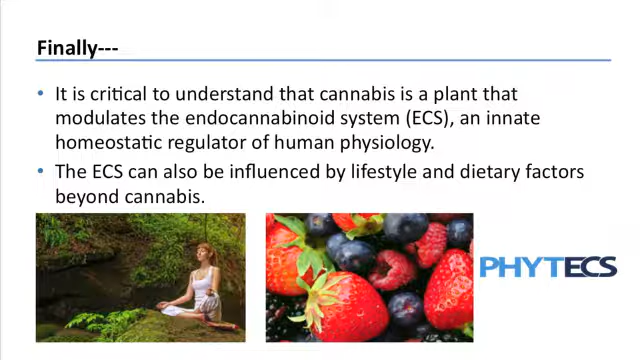 Finally---
• It is critical to understand that cannabis is a plant that
modulates the endocannabinoid system (ECS), an innate
homeostatic regulator of human physiology.
• The ECS can also be influenced by lifestyle and dietary factors
beyond cannabis.
PHYTECS